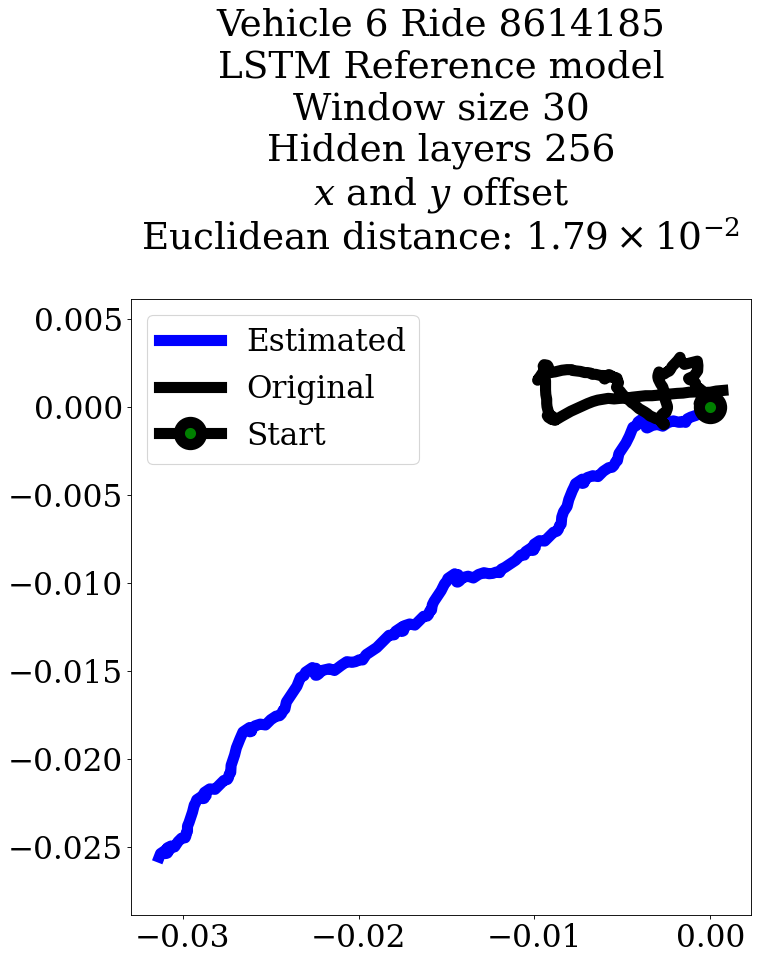 Vehicle 6 Ride 8614185
LSTM Reference model
Window size 30
Hidden layers 256
x and y offset
Euclidean distance: 1.79 × 10⁻²
Estimated
Original
Start
0.005
0.000
−0.005
−0.010
−0.015
−0.020
−0.025
−0.03 −0.02 −0.01 0.00